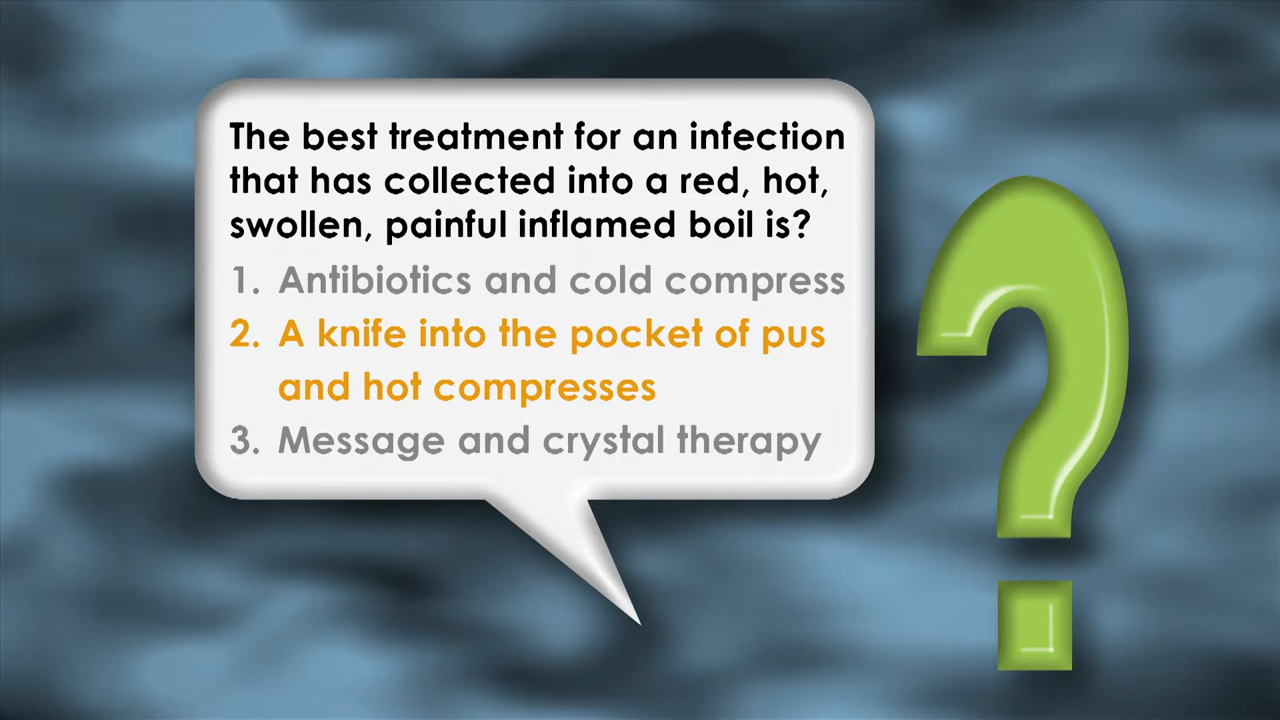 The best treatment for an infection
that has collected into a red, hot,
swollen, painful inflamed boil is?
1. Antibiotics and cold compress
2. A knife into the pocket of pus
and hot compresses
3. Message and crystal therapy
?